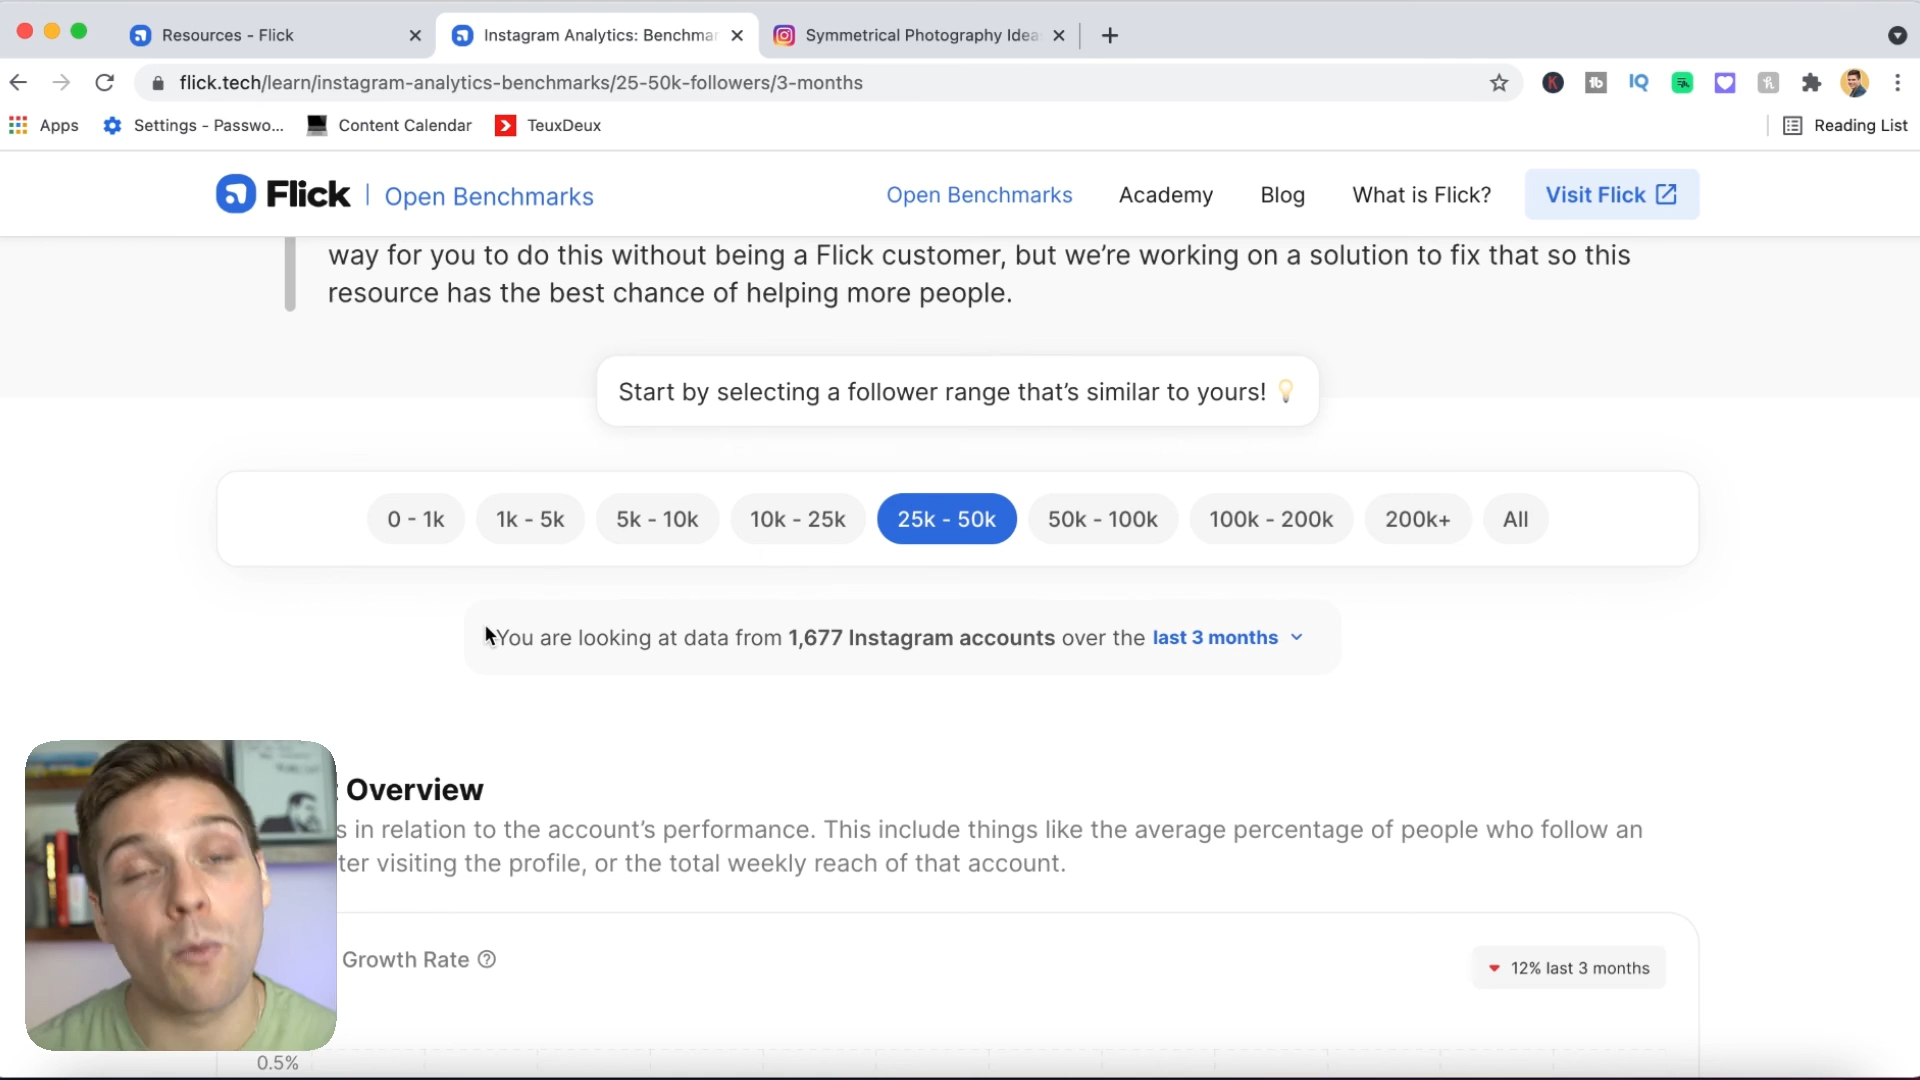 Resources - Flick
Instagram Analytics: Benchmar
Symmetrical Photography Idea
flick.tech/learn/instagram-analytics-benchmarks/25-50k-followers/3-months
Apps
Settings - Passwo...
Content Calendar
TeuxDeux
Reading List
Flick | Open Benchmarks
Open Benchmarks
Academy
Blog
What is Flick?
Visit Flick
way for you to do this without being a Flick customer, but we're working on a solution to fix that so this
resource has the best chance of helping more people.
Start by selecting a follower range that's similar to yours! 💡
0 - 1k
1k - 5k
5k - 10k
10k - 25k
25k - 50k
50k - 100k
100k - 200k
200k+
All
You are looking at data from 1,677 Instagram accounts over the last 3 months
Overview
s in relation to the account's performance. This include things like the average percentage of people who follow an
ter visiting the profile, or the total weekly reach of that account.
Growth Rate
12% last 3 months
0.5%